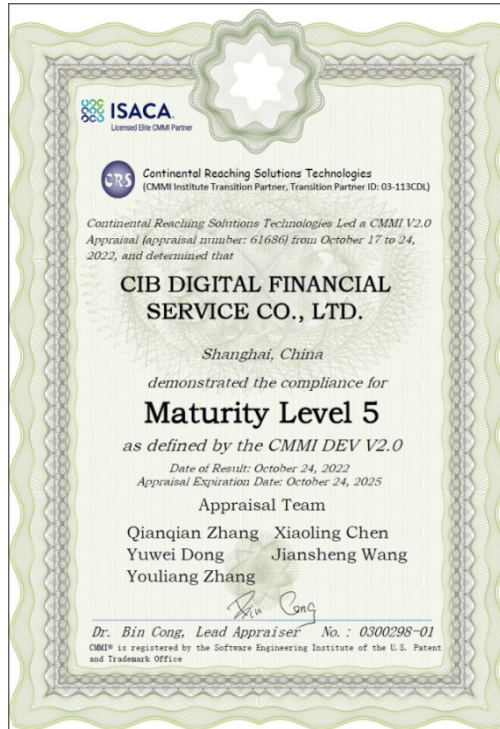 ISACA.
Licensed Elite CMMI Partner
CRS
Continental Reaching Solutions Technologies
(CMMI Institute Transition Partner, Transition Partner ID: 03-113CDL)
Continental Reaching Solutions Technologies Led a CMMI V2.0
Appraisal (appraisal number: 61686) from October 17 to 24,
2022, and determined that
CIB DIGITAL FINANCIAL
SERVICE CO., LTD.
Shanghai, China
demonstrated the compliance for
Maturity Level 5
as defined by the CMMI DEV V2.0
Date of Result: October 24, 2022
Appraisal Expiration Date: October 24, 2025
Appraisal Team
Qianqian Zhang Xiaoling Chen
Yuwei Dong Jiansheng Wang
Youliang Zhang
Bin Cong
Dr. Bin Cong, Lead Appraiser No.: 0300298-01
CMMI® is registered by the Software Engineering Institute of the U.S. Patent
and Trademark Office